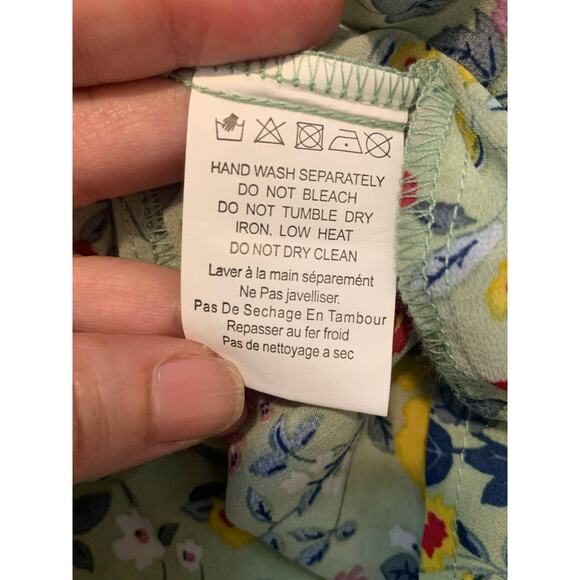 HAND WASH SEPARATELY
DO NOT BLEACH
DO NOT TUMBLE DRY
IRON, LOW HEAT
DO NOT DRY CLEAN
Laver à la main séparemént
Ne Pas javelliser.
Pas De Sechage En Tambour
Repasser au fer froid
Pas de nettoyage a sec